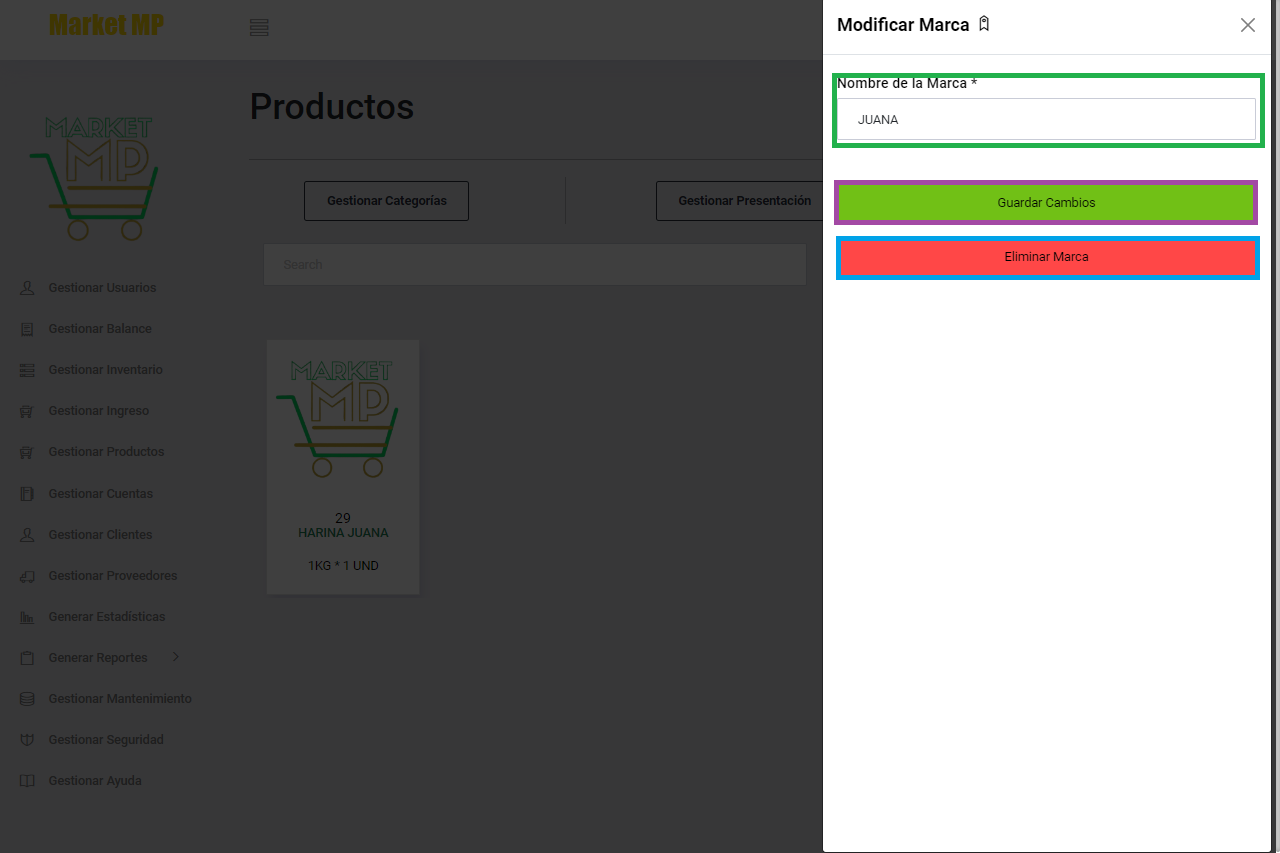 Market MP
Modificar Marca
MARKET
MP
Productos
Nombre de la Marca *
JUANA
Gestionar Categorías
Gestionar Presentación
Guardar Cambios
Search
Eliminar Marca
Gestionar Usuarios
Gestionar Balance
Gestionar Inventario
Gestionar Ingreso
Gestionar Productos
Gestionar Cuentas
Gestionar Clientes
Gestionar Proveedores
Generar Estadísticas
Generar Reportes
Gestionar Mantenimiento
Gestionar Seguridad
Gestionar Ayuda
MARKET
MP
29
HARINA JUANA
1KG * 1 UND